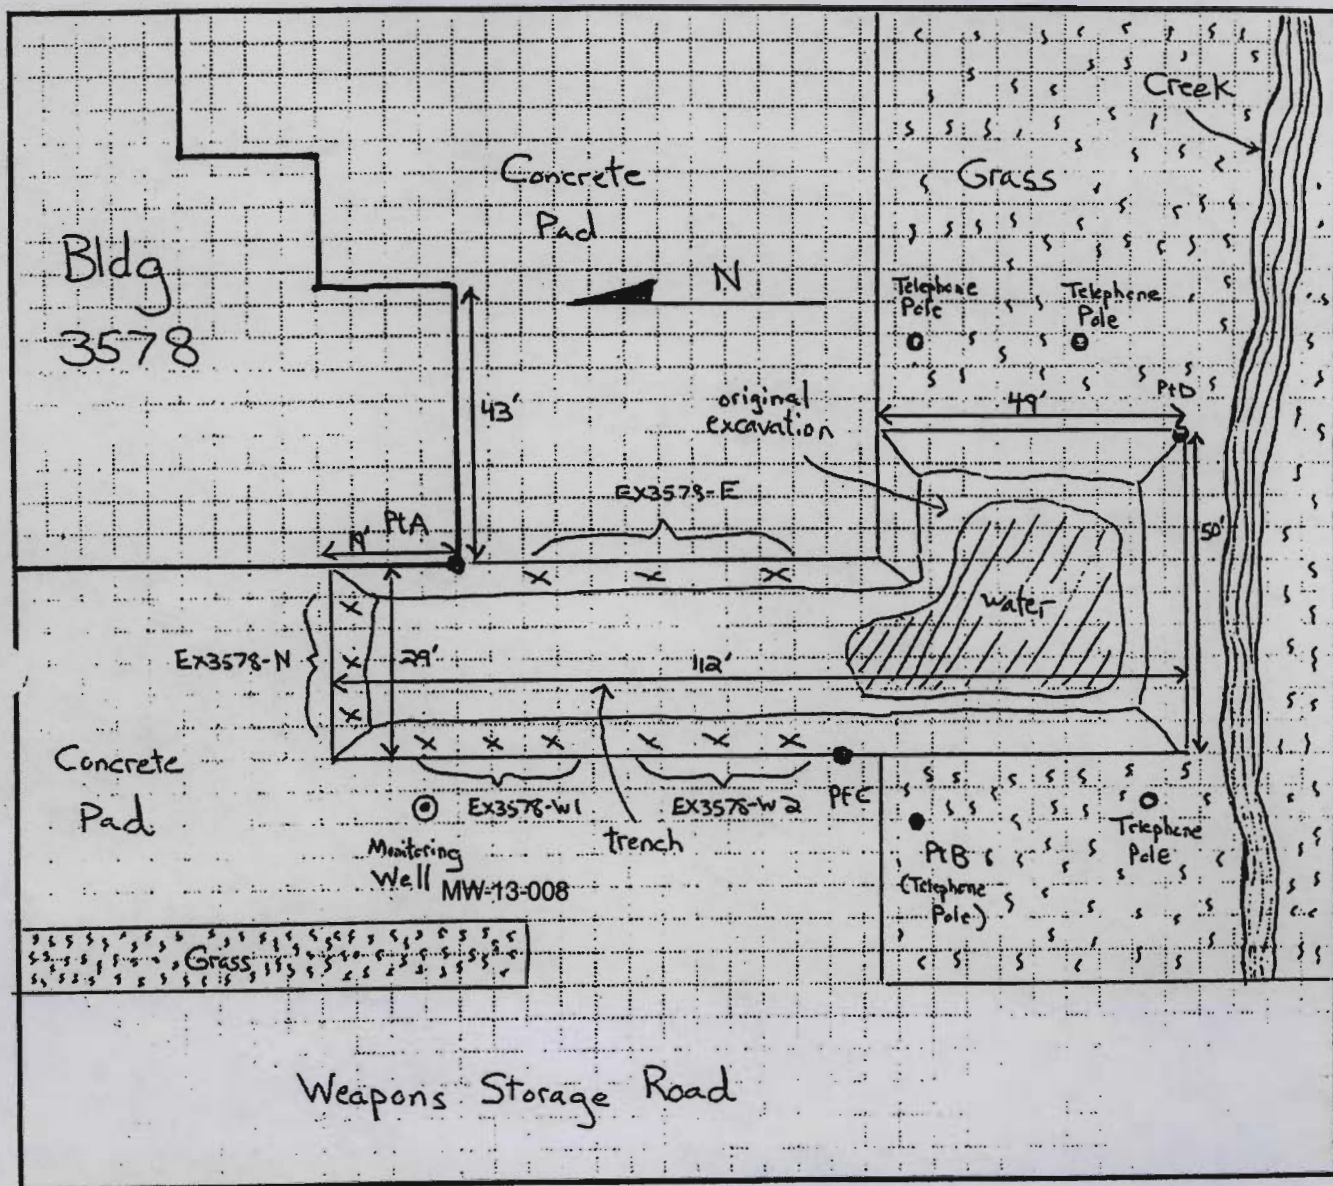 Creek
Concrete
Pad
Grass
Bldg
3578
N
Telephone
Pole
Telephone
Pole
43'
original
excavation
49'
PtD
EX3578-E
PtA
50'
water
EX3578-N
29'
112'
Concrete
Pad
EX3578-W1
EX3578-W2
PtC
trench
Monitoring
Well MW-13-008
PtB
(Telephone
Pole)
Telephone
Pole
Grass
Weapons Storage Road